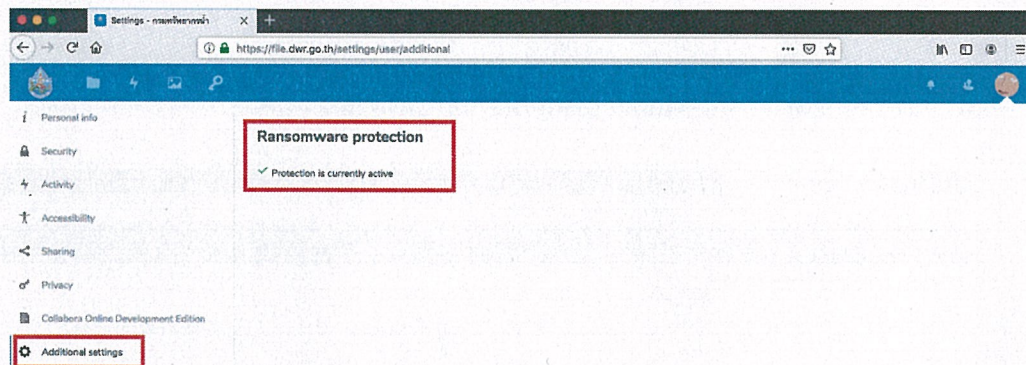 Settings - กรมทรัพยากรน้ำ
https://file.dwr.go.th/settings/user/additional
Personal info
Security
Activity
Accessibility
Sharing
Privacy
Collabora Online Development Edition
Additional settings
Ransomware protection
✓ Protection is currently active